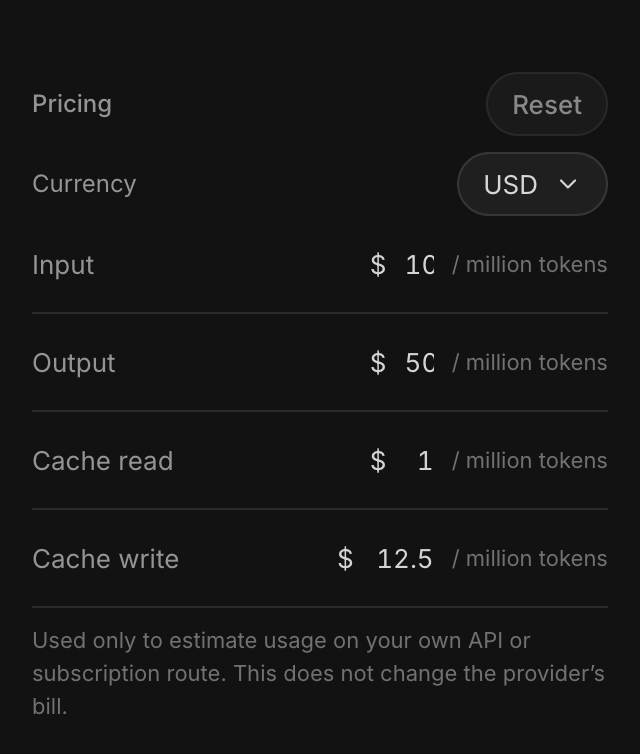 Pricing Reset
Currency USD
Input $ 10 / million tokens
Output $ 50 / million tokens
Cache read $ 1 / million tokens
Cache write $ 12.5 / million tokens
Used only to estimate usage on your own API or
subscription route. This does not change the provider’s
bill.